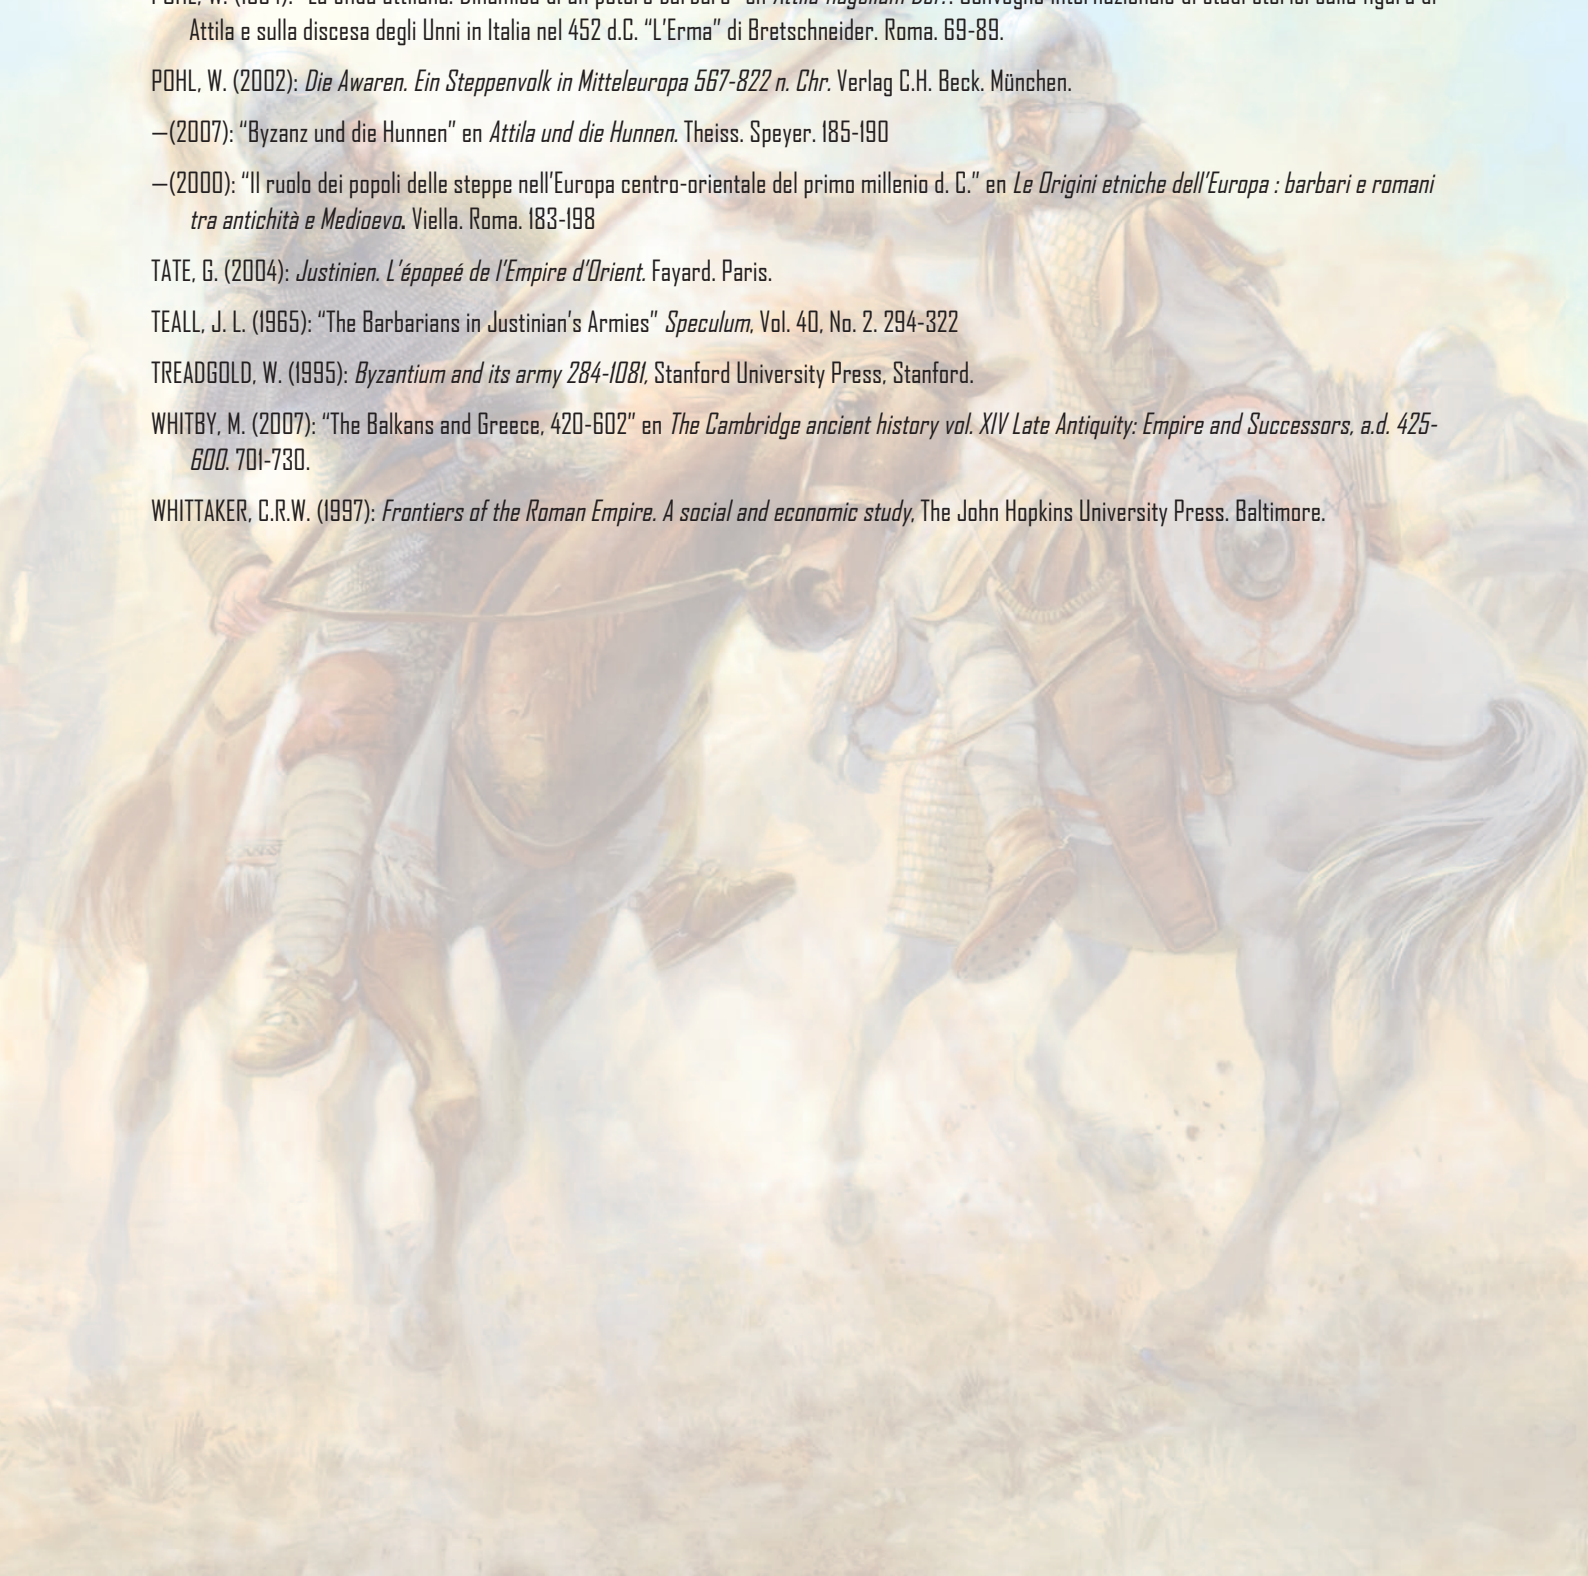 Attila e sulla discesa degli Unni in Italia nel 452 d.C. “L’Erma” di Bretschneider. Roma. 69-89.
POHL, W. (2002): Die Awaren. Ein Steppenvolk in Mitteleuropa 567-822 n. Chr. Verlag C.H. Beck. München.
—(2007): “Byzanz und die Hunnen” en Attila und die Hunnen. Theiss. Speyer. 185-190
—(2000): “Il ruolo dei popoli delle steppe nell’Europa centro-orientale del primo millenio d. C.” en Le Origini etniche dell’Europa : barbari e romani
tra antichità e Medioevo. Viella. Roma. 183-198
TATE, G. (2004): Justinien. L’épopeé de l’Empire d’Orient. Fayard. Paris.
TEALL, J. L. (1965): “The Barbarians in Justinian’s Armies” Speculum, Vol. 40, No. 2. 294-322
TREADGOLD, W. (1995): Byzantium and its army 284-1081, Stanford University Press, Stanford.
WHITBY, M. (2007): “The Balkans and Greece, 420-602” en The Cambridge ancient history vol. XIV Late Antiquity: Empire and Successors, a.d. 425-
600. 701-730.
WHITTAKER, C.R.W. (1997): Frontiers of the Roman Empire. A social and economic study, The John Hopkins University Press. Baltimore.